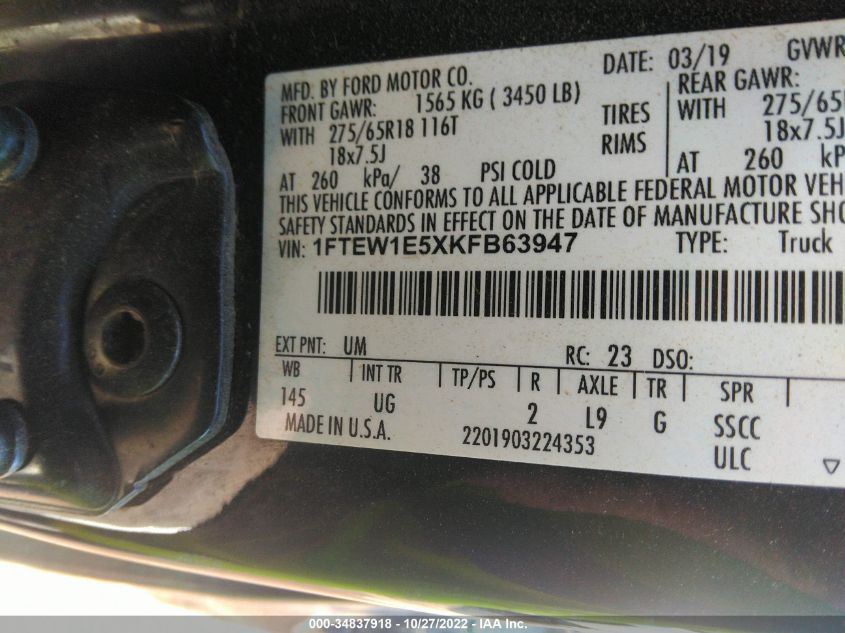 DATE: 03/19 GVWR
MFD. BY FORD MOTOR CO.
FRONT GAWR: 1565 KG ( 3450 LB) REAR GAWR:
WITH 275/65R18 116T TIRES WITH 275/65
18x7.5J RIMS 18x7.5J
AT 260 kPa/ 38 PSI COLD AT 260
THIS VEHICLE CONFORMS TO ALL APPLICABLE FEDERAL MOTOR VEH
SAFETY STANDARDS IN EFFECT ON THE DATE OF MANUFACTURE SHO
VIN: 1FTEW1E5XKFB63947 TYPE: Truck
EXT PNT: UM RC: 23 DSO:
WB INT TR TP/PS R AXLE TR SPR
145 UG 2 L9 G SSCC
MADE IN U.S.A. 2201903224353 ULC
000-34837918 - 10/27/2022 - IAA Inc.